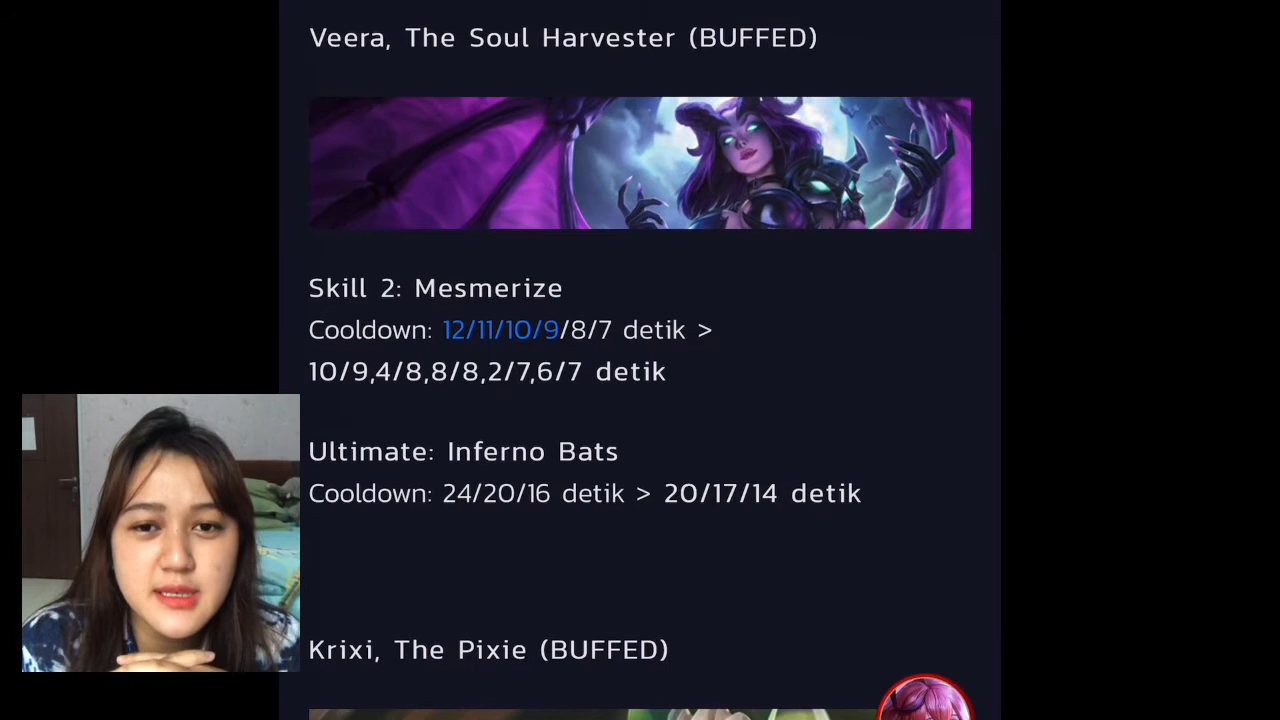 Veera, The Soul Harvester (BUFFED)
Skill 2: Mesmerize
Cooldown: 12/11/10/9/8/7 detik >
10/9,4/8,8/8,2/7,6/7 detik
Ultimate: Inferno Bats
Cooldown: 24/20/16 detik > 20/17/14 detik
Krixi, The Pixie (BUFFED)